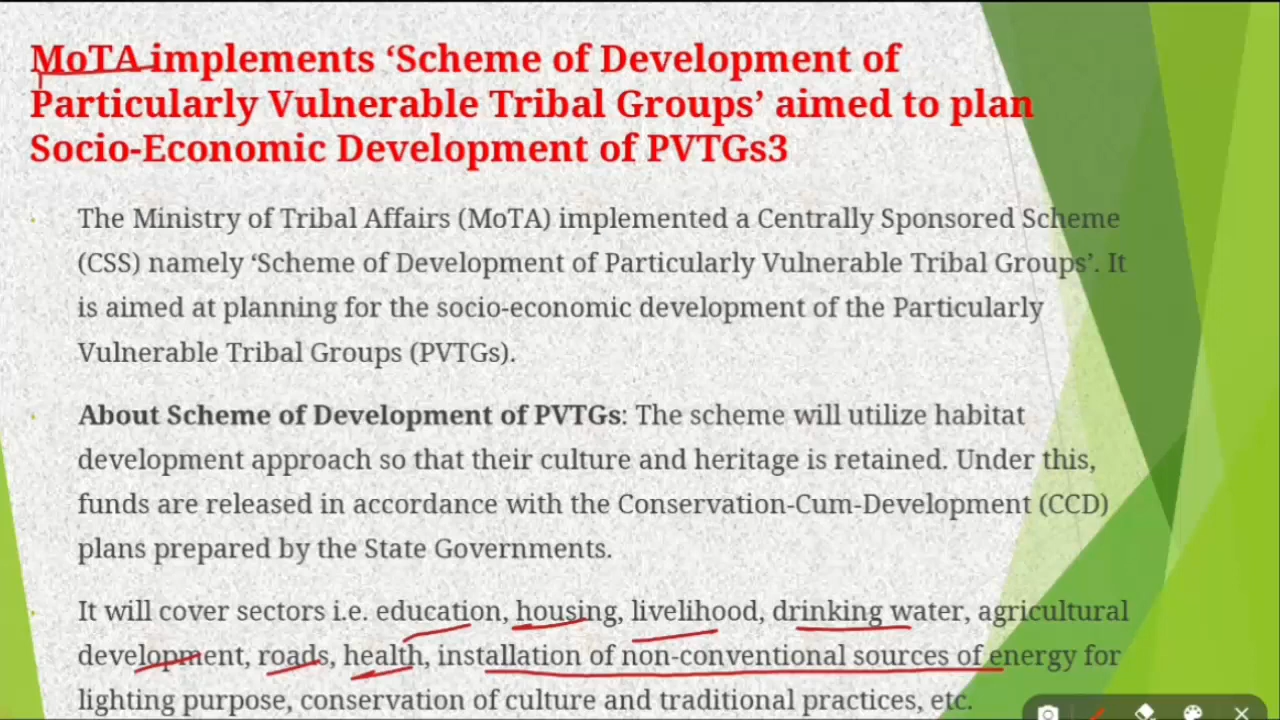 MoTA implements ‘Scheme of Development of
Particularly Vulnerable Tribal Groups’ aimed to plan
Socio-Economic Development of PVTGs3
The Ministry of Tribal Affairs (MoTA) implemented a Centrally Sponsored Scheme
(CSS) namely ‘Scheme of Development of Particularly Vulnerable Tribal Groups’. It
is aimed at planning for the socio-economic development of the Particularly
Vulnerable Tribal Groups (PVTGs).
About Scheme of Development of PVTGs: The scheme will utilize habitat
development approach so that their culture and heritage is retained. Under this,
funds are released in accordance with the Conservation-Cum-Development (CCD)
plans prepared by the State Governments.
It will cover sectors i.e. education, housing, livelihood, drinking water, agricultural
development, roads, health, installation of non-conventional sources of energy for
lighting purpose, conservation of culture and traditional practices, etc.